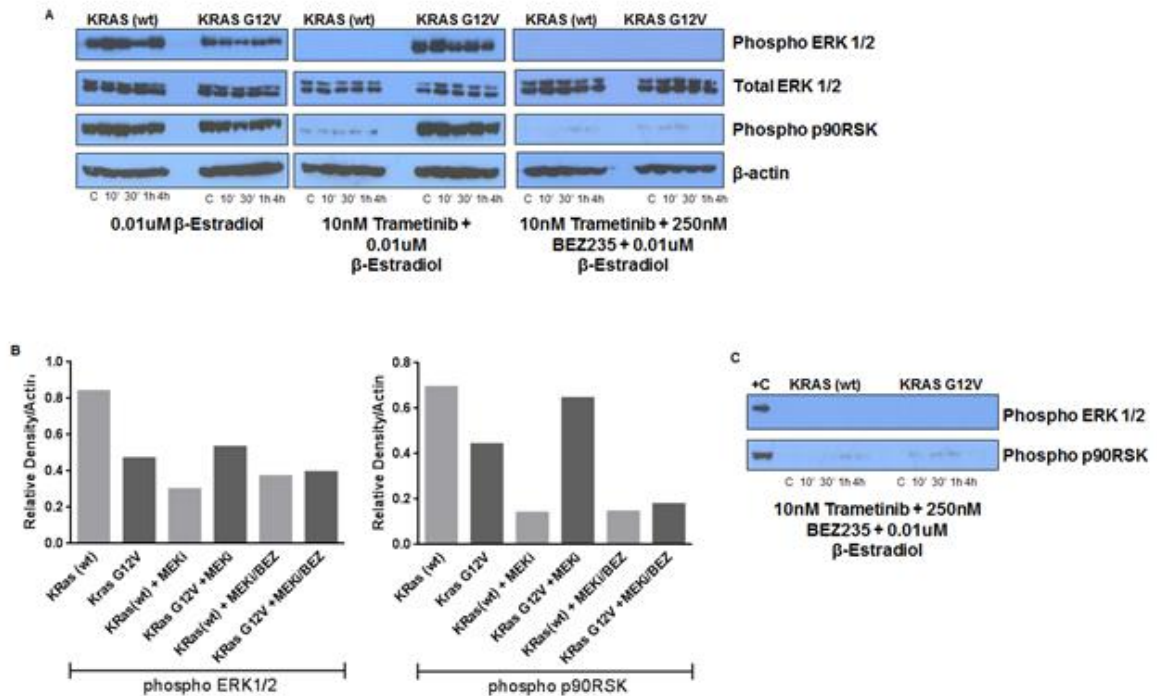 A
KRAS (wt) KRAS G12V KRAS (wt) KRAS G12V KRAS (wt) KRAS G12V
Phospho ERK 1/2
Total ERK 1/2
Phospho p90RSK
β-actin
C 10' 30' 1h 4h C 10' 30' 1h 4h C 10' 30' 1h 4h C 10' 30' 1h 4h C 10' 30' 1h 4h C 10' 30' 1h 4h
0.01uM β-Estradiol
10nM Trametinib +
0.01uM
β-Estradiol
10nM Trametinib + 250nM
BEZ235 + 0.01uM
β-Estradiol
B
Relative Density/Actin
1.0
0.8
0.6
0.4
0.2
0.0
KRas (wt)
Kras G12V
KRas(wt) + MEKi
KRas G12V +MEKi
KRas(wt) + MEKi/BEZ
KRas G12V +MEKi/BEZ
phospho ERK1/2
Relative Density/Actin
0.8
0.6
0.4
0.2
0.0
KRas (wt)
Kras G12V
KRas(wt) + MEKi
KRas G12V +MEKi
KRas(wt) + MEKi/BEZ
KRas G12V +MEKi/BEZ
phospho p90RSK
C
+C KRAS (wt) KRAS G12V
Phospho ERK 1/2
Phospho p90RSK
C 10' 30' 1h 4h C 10' 30' 1h 4h
10nM Trametinib + 250nM
BEZ235 + 0.01uM
β-Estradiol